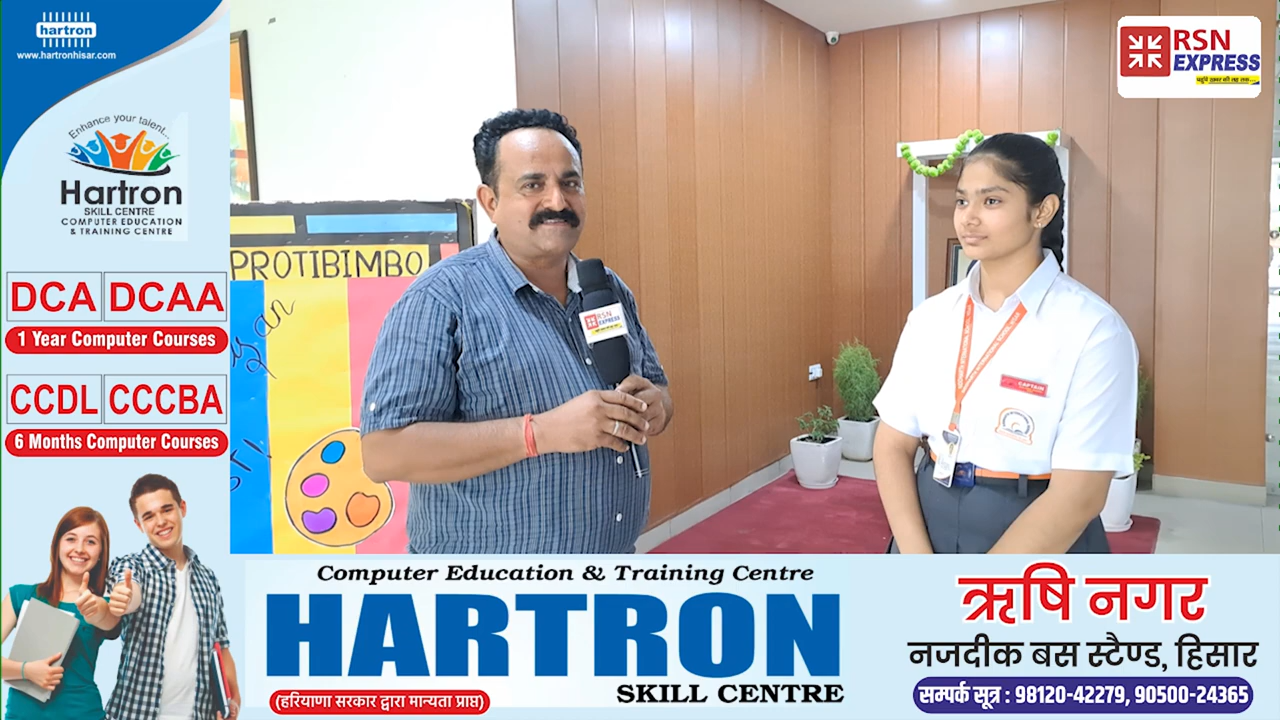 hartron
www.hartronhisar.com
Enhance your talent...
Hartron
SKILL CENTRE
COMPUTER EDUCATION
& TRAINING CENTRE
DCA DCAA
1 Year Computer Courses
CCDL CCCBA
6 Months Computer Courses
RSN
EXPRESS
PROTIBIMBO
RSN
EXPRESS
CAPTAIN
Computer Education & Training Centre
HARTRON
SKILL CENTRE
(हरियाणा सरकार द्वारा मान्यता प्राप्त)
ऋषि नगर
नजदीक बस स्टैण्ड, हिसार
सम्पर्क सूत्र : 98120-42279, 90500-24365